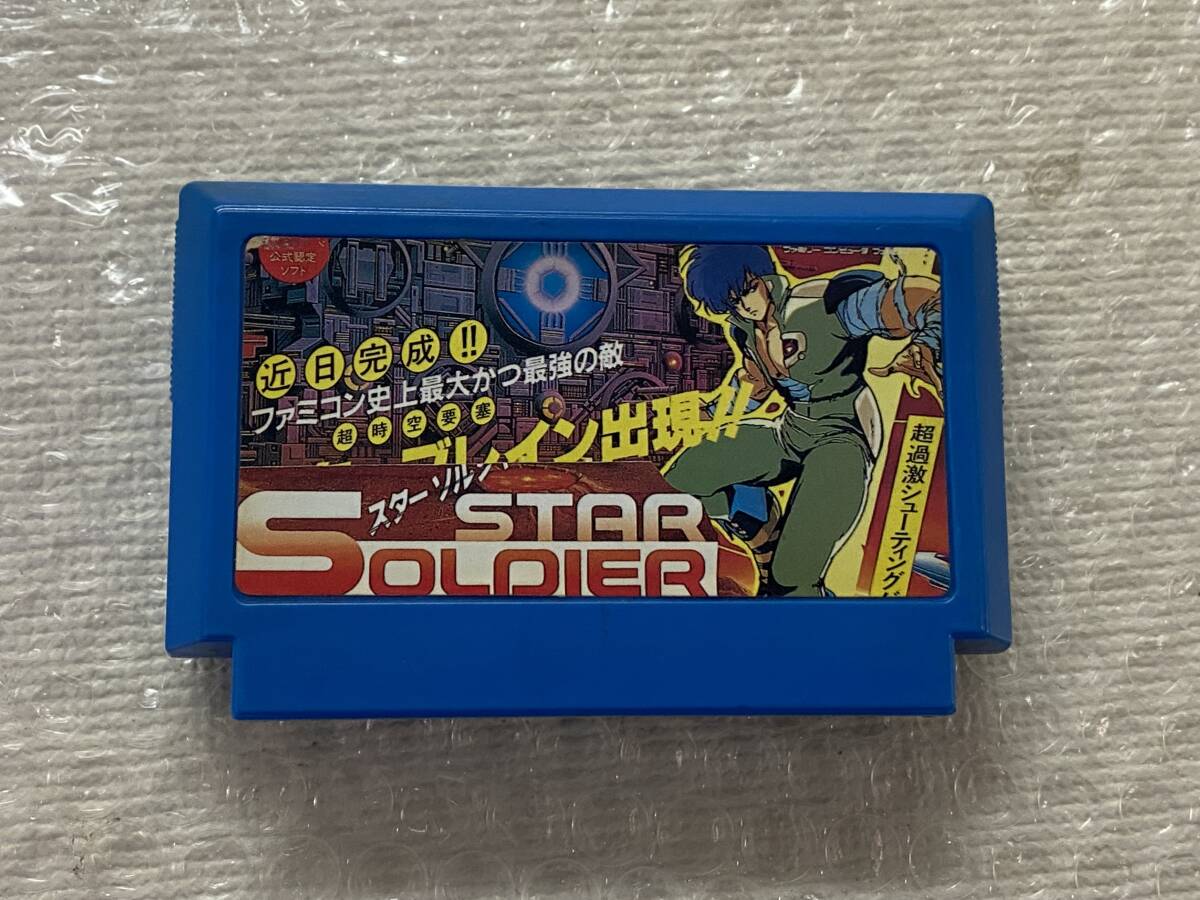 公式認定
ソフト
近日完成!!
ファミコン史上最大かつ最強の敵
超時空要塞
ブレイン出現!!
スターソルジャ
STAR
SOLDIER
超過激シューティング